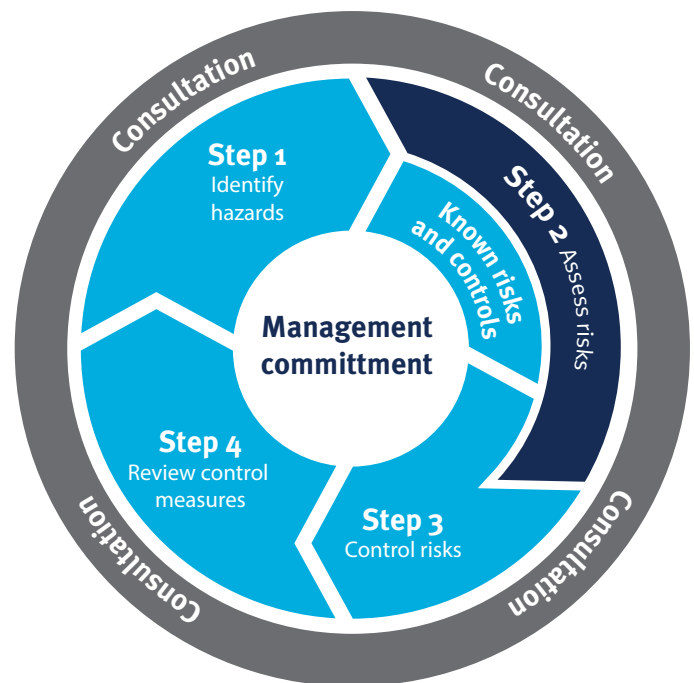 Consultation
Consultation
Step 1
Identify
hazards
Step 2 Assess risks
Known risks
and controls
Management
committment
Step 4
Review control
measures
Step 3
Control risks
Consultation
Consultation